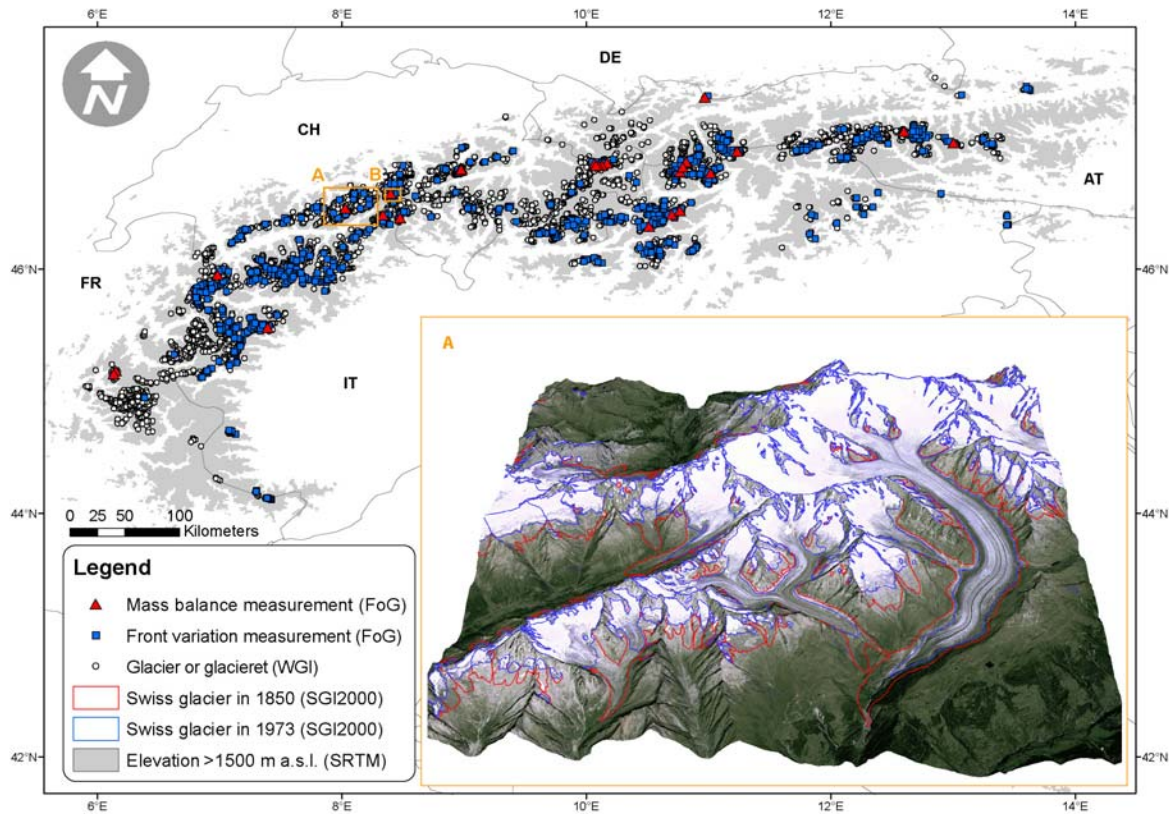 6°E 8°E 10°E 12°E 14°E
N
DE
CH
A B
AT
46°N 46°N
FR
IT
A
44°N 44°N
0 25 50 100
Kilometers
Legend
Mass balance measurement (FoG)
Front variation measurement (FoG)
Glacier or glacieret (WGI)
Swiss glacier in 1850 (SGI2000)
Swiss glacier in 1973 (SGI2000)
Elevation >1500 m a.s.l. (SRTM)
42°N 42°N
6°E 8°E 10°E 12°E 14°E